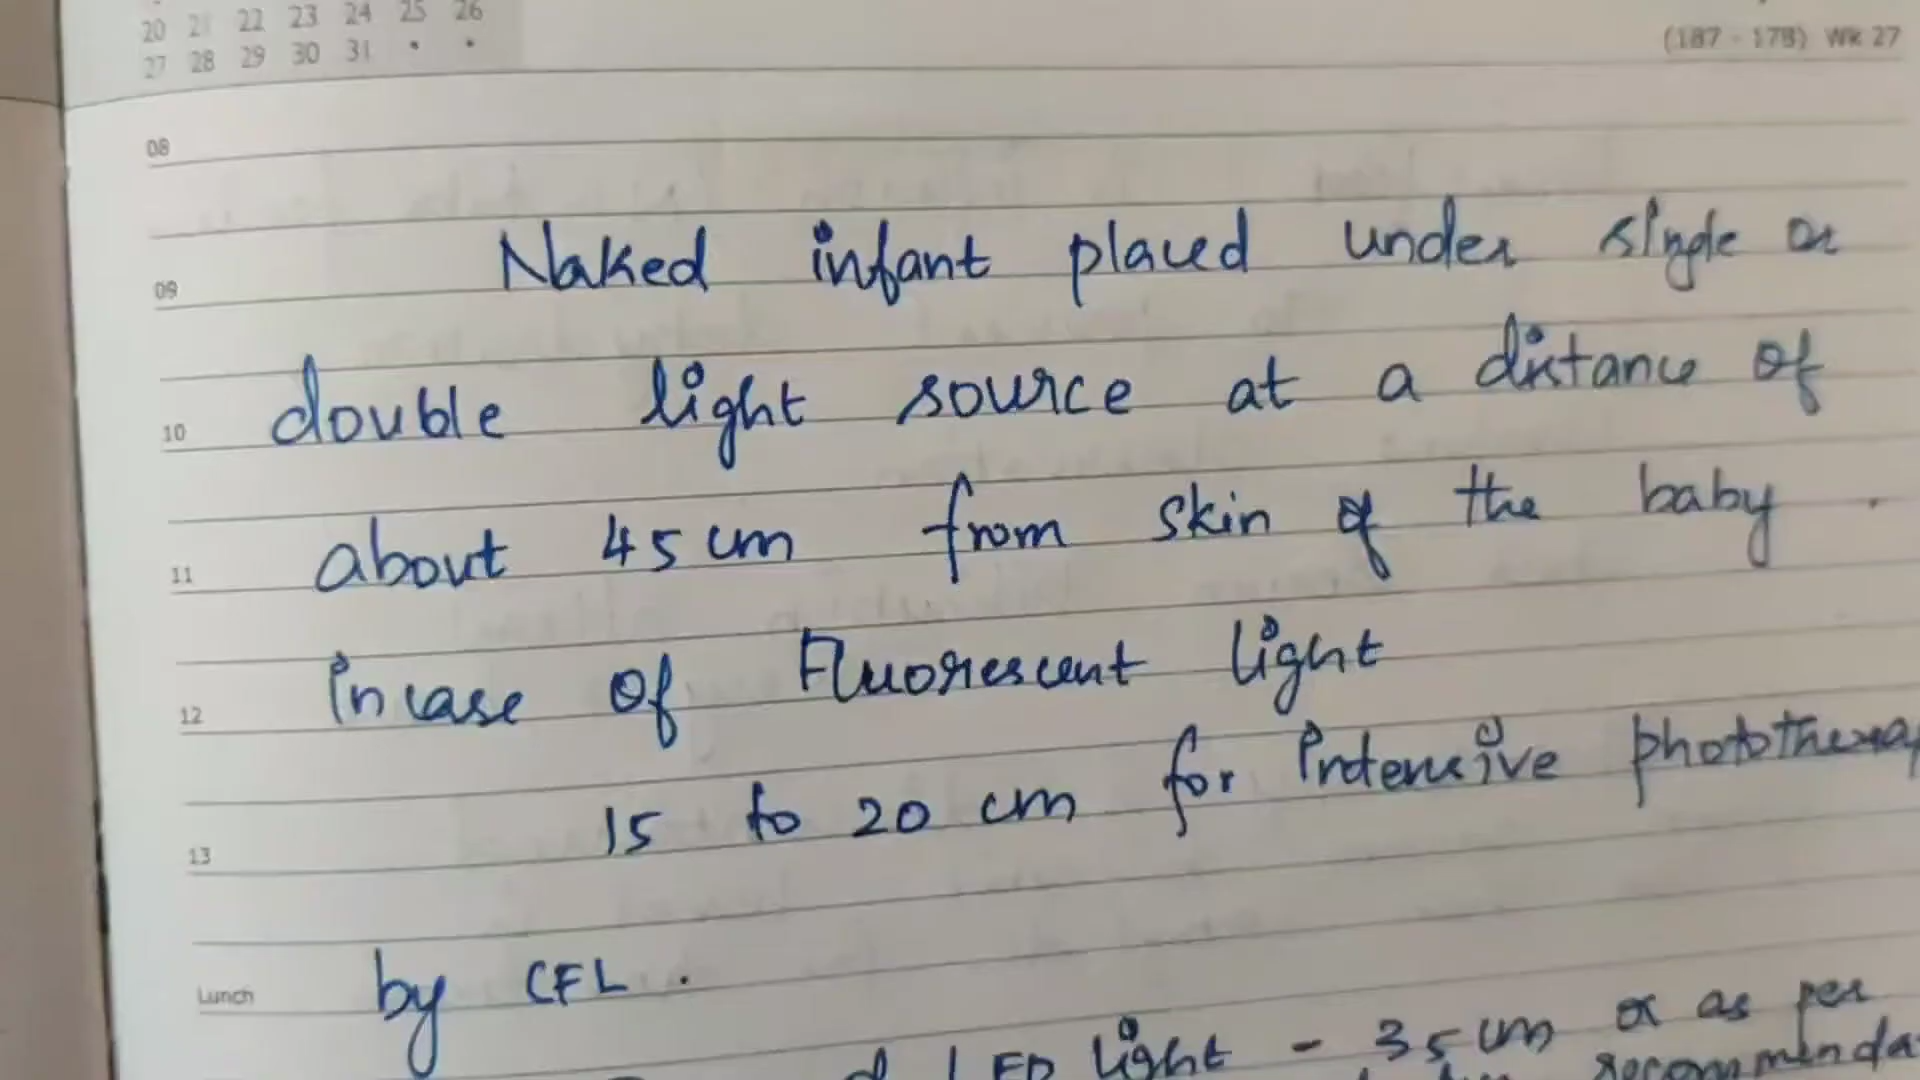 20 21 22 23 24 25 26
27 28 29 30 31
(187 - 178) Wk 27
08
Naked infant placed under single or
09
double light source at a distance of
10
about 45 cm from skin of the baby .
11
incase of Fluorescent light
12
15 to 20 cm for intensive photothera
13
by CFL .
Lunch
LED light - 35 cm or as per
recommenda